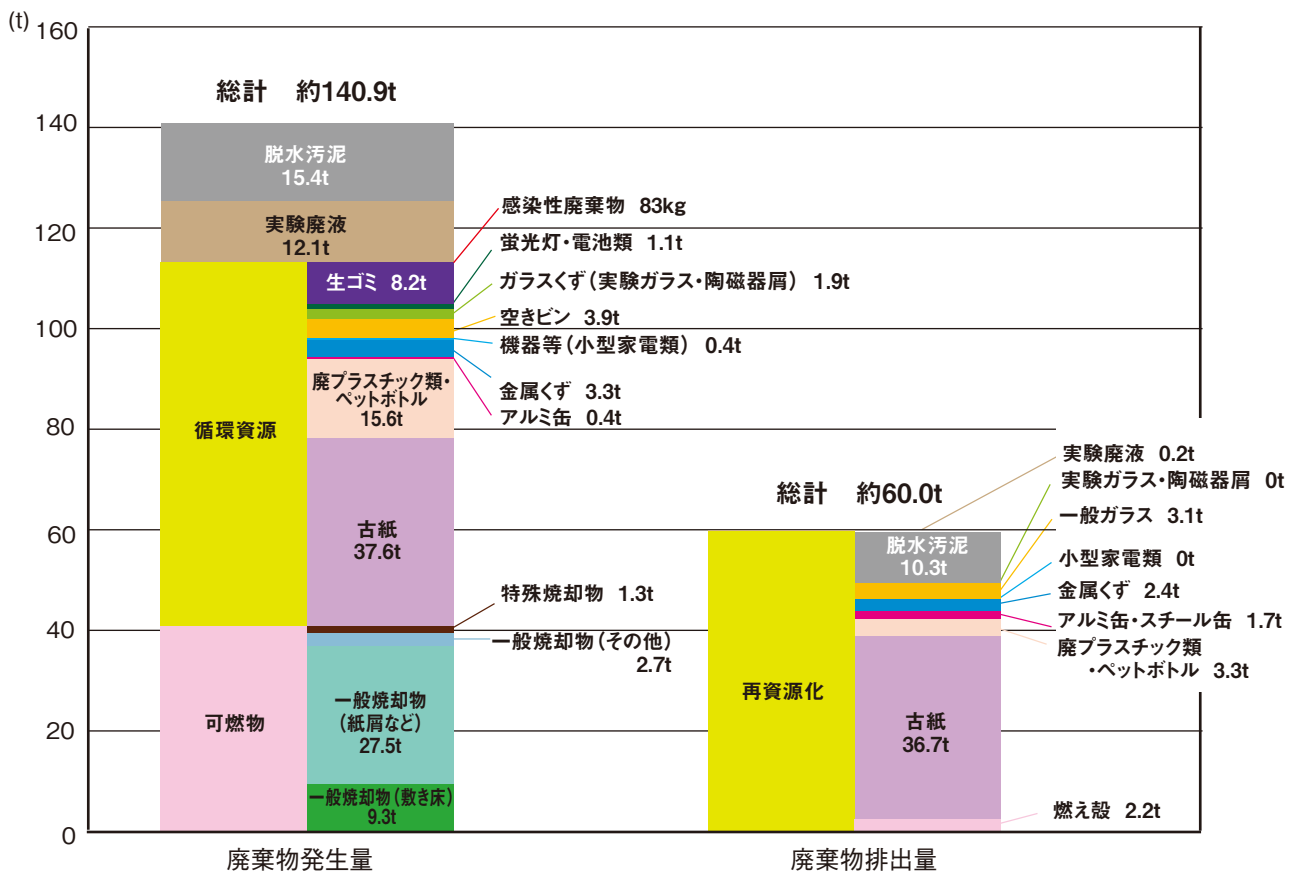 (t)
160
140
120
100
80
60
40
20
0
総計　約140.9t
脱水汚泥
15.4t
実験廃液
12.1t
循環資源
可燃物
生ゴミ 8.2t
廃プラスチック類・
ペットボトル
15.6t
古紙
37.6t
一般焼却物
(紙屑など)
27.5t
一般焼却物(敷き床)
9.3t
感染性廃棄物 83kg
蛍光灯・電池類 1.1t
ガラスくず(実験ガラス・陶磁器屑) 1.9t
空きビン 3.9t
機器等(小型家電類) 0.4t
金属くず 3.3t
アルミ缶 0.4t
特殊焼却物 1.3t
一般焼却物(その他)
2.7t
廃棄物発生量
総計　約60.0t
再資源化
脱水汚泥
10.3t
古紙
36.7t
実験廃液 0.2t
実験ガラス・陶磁器屑 0t
一般ガラス 3.1t
小型家電類 0t
金属くず 2.4t
アルミ缶・スチール缶 1.7t
廃プラスチック類
・ペットボトル 3.3t
燃え殻 2.2t
廃棄物排出量